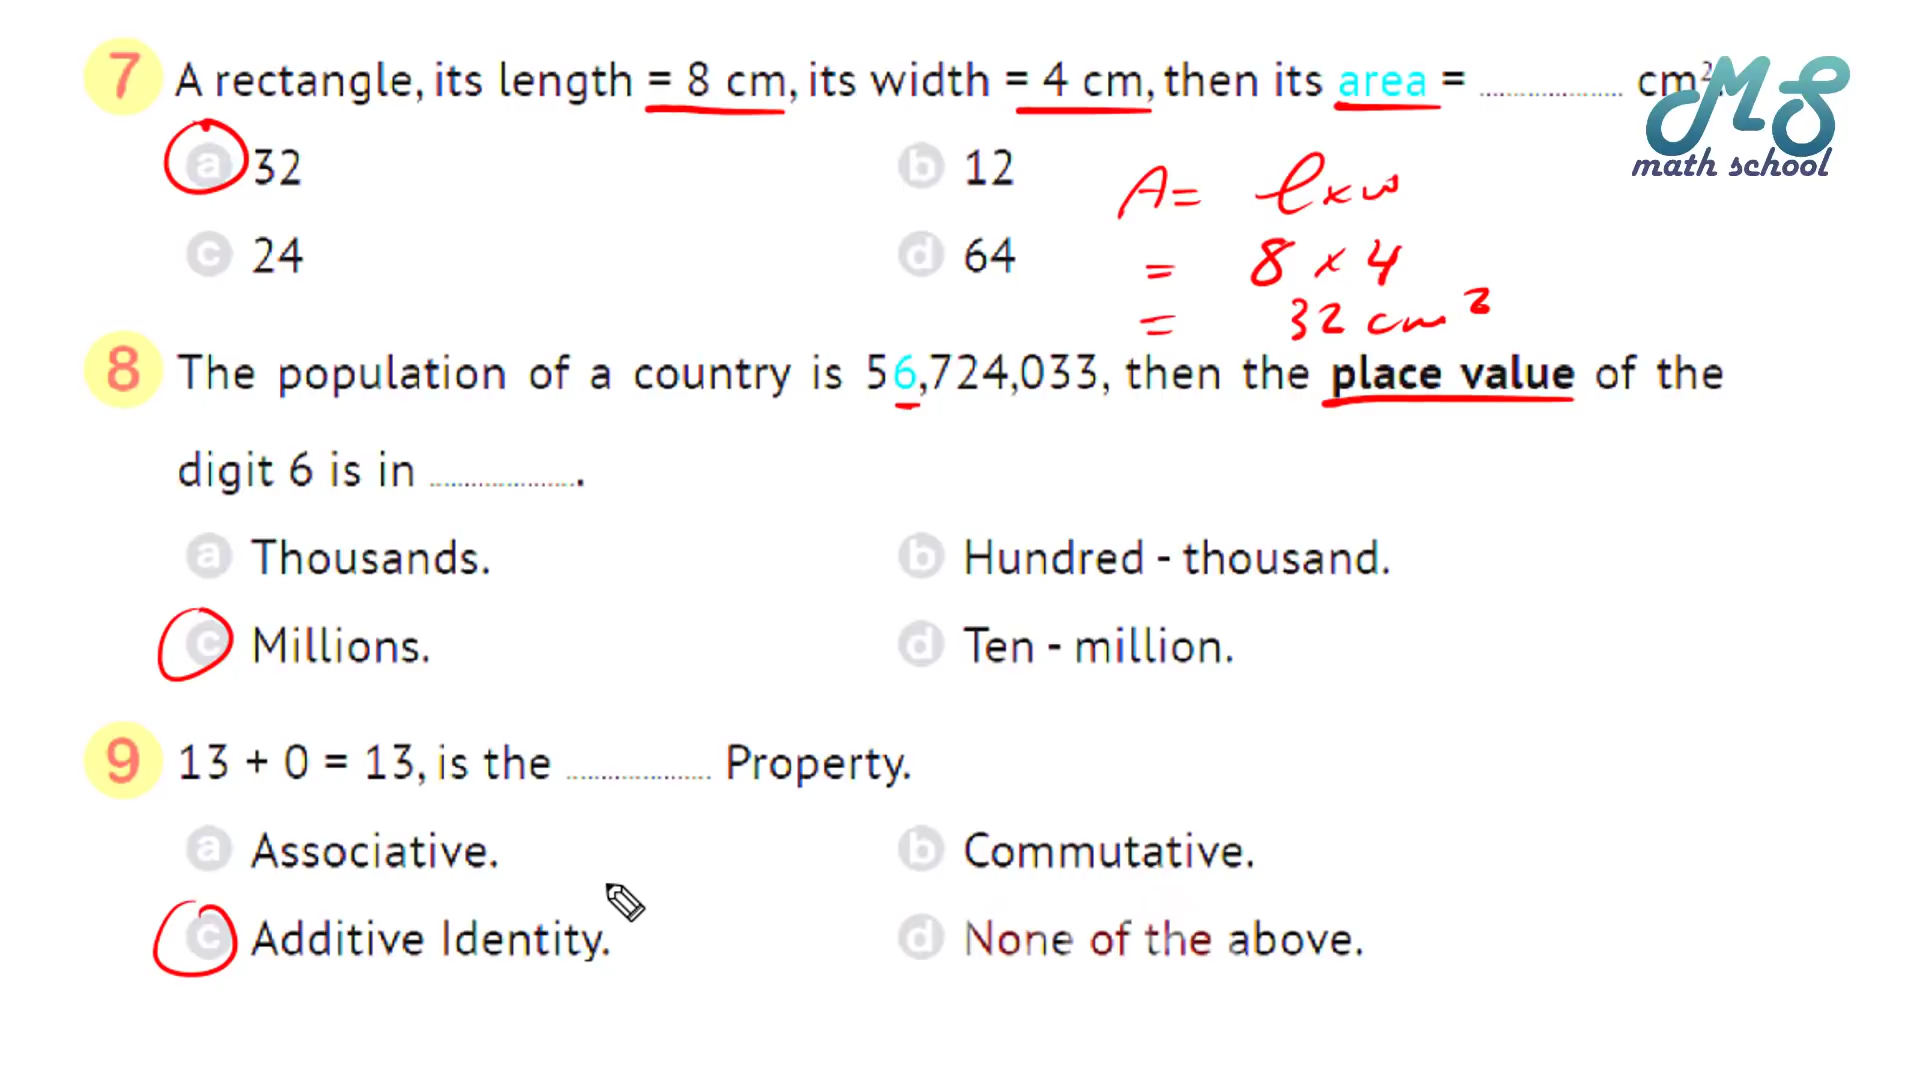 7 A rectangle, its length = 8 cm, its width = 4 cm, then its area = .................... cm².
MS
math school
a 32 b 12
A = l × w
c 24 d 64
= 8 × 4
= 32 cm²
8 The population of a country is 56,724,033, then the place value of the
digit 6 is in .....................
a Thousands. b Hundred - thousand.
c Millions. d Ten - million.
9 13 + 0 = 13, is the .................... Property.
a Associative. b Commutative.
c Additive Identity. d None of the above.